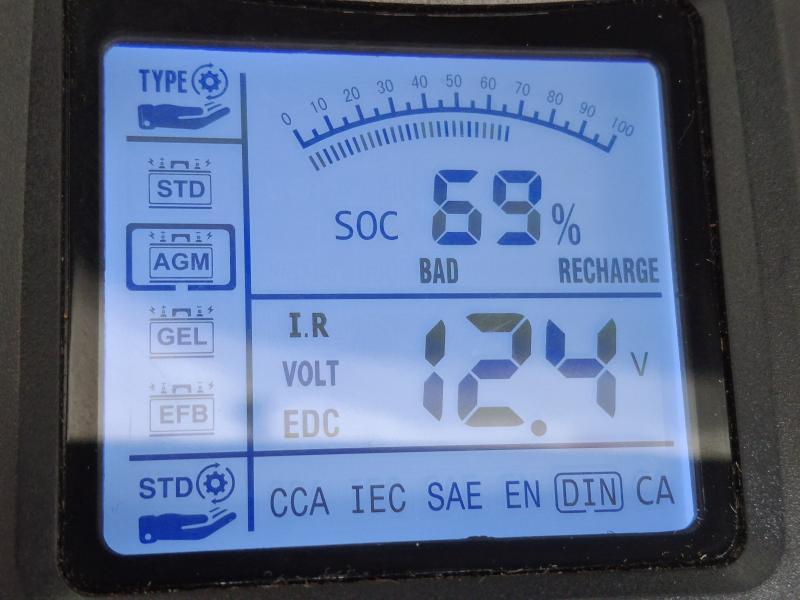 TYPE
0 10 20 30 40 50 60 70 80 90 100
STD
SOC 69 %
AGM
BAD RECHARGE
GEL
I.R
VOLT 12.4 V
EFB
EDC
STD
CCA IEC SAE EN DIN CA